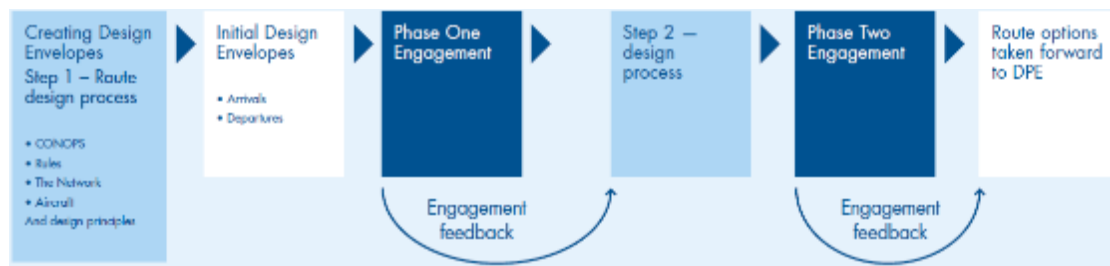 Creating Design
Envelopes
Step 1 – Route
design process
• CONOPS
• Rules
• The Network
• Aircraft
And design principles
Initial Design
Envelopes
• Arrivals
• Departures
Phase One
Engagement
Engagement
feedback
Step 2 –
design
process
Phase Two
Engagement
Engagement
feedback
Route options
taken forward
to DPE